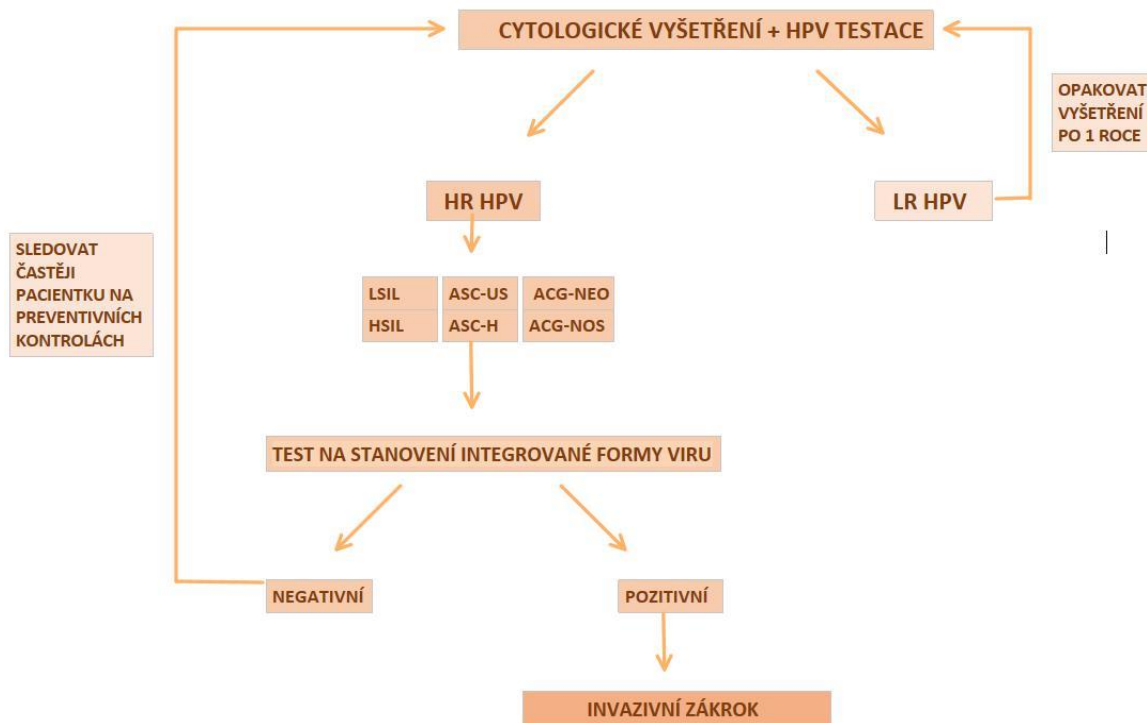 CYTOLOGICKÉ VYŠETŘENÍ + HPV TESTACE
OPAKOVAT
VYŠETŘENÍ
PO 1 ROCE
HR HPV
LR HPV
SLEDOVAT
ČASTĚJI
PACIENTKU NA
PREVENTIVNÍCH
KONTROLÁCH
LSIL ASC-US ACG-NEO
HSIL ASC-H ACG-NOS
TEST NA STANOVENÍ INTEGROVANÉ FORMY VIRU
NEGATIVNÍ
POZITIVNÍ
INVAZIVNÍ ZÁKROK